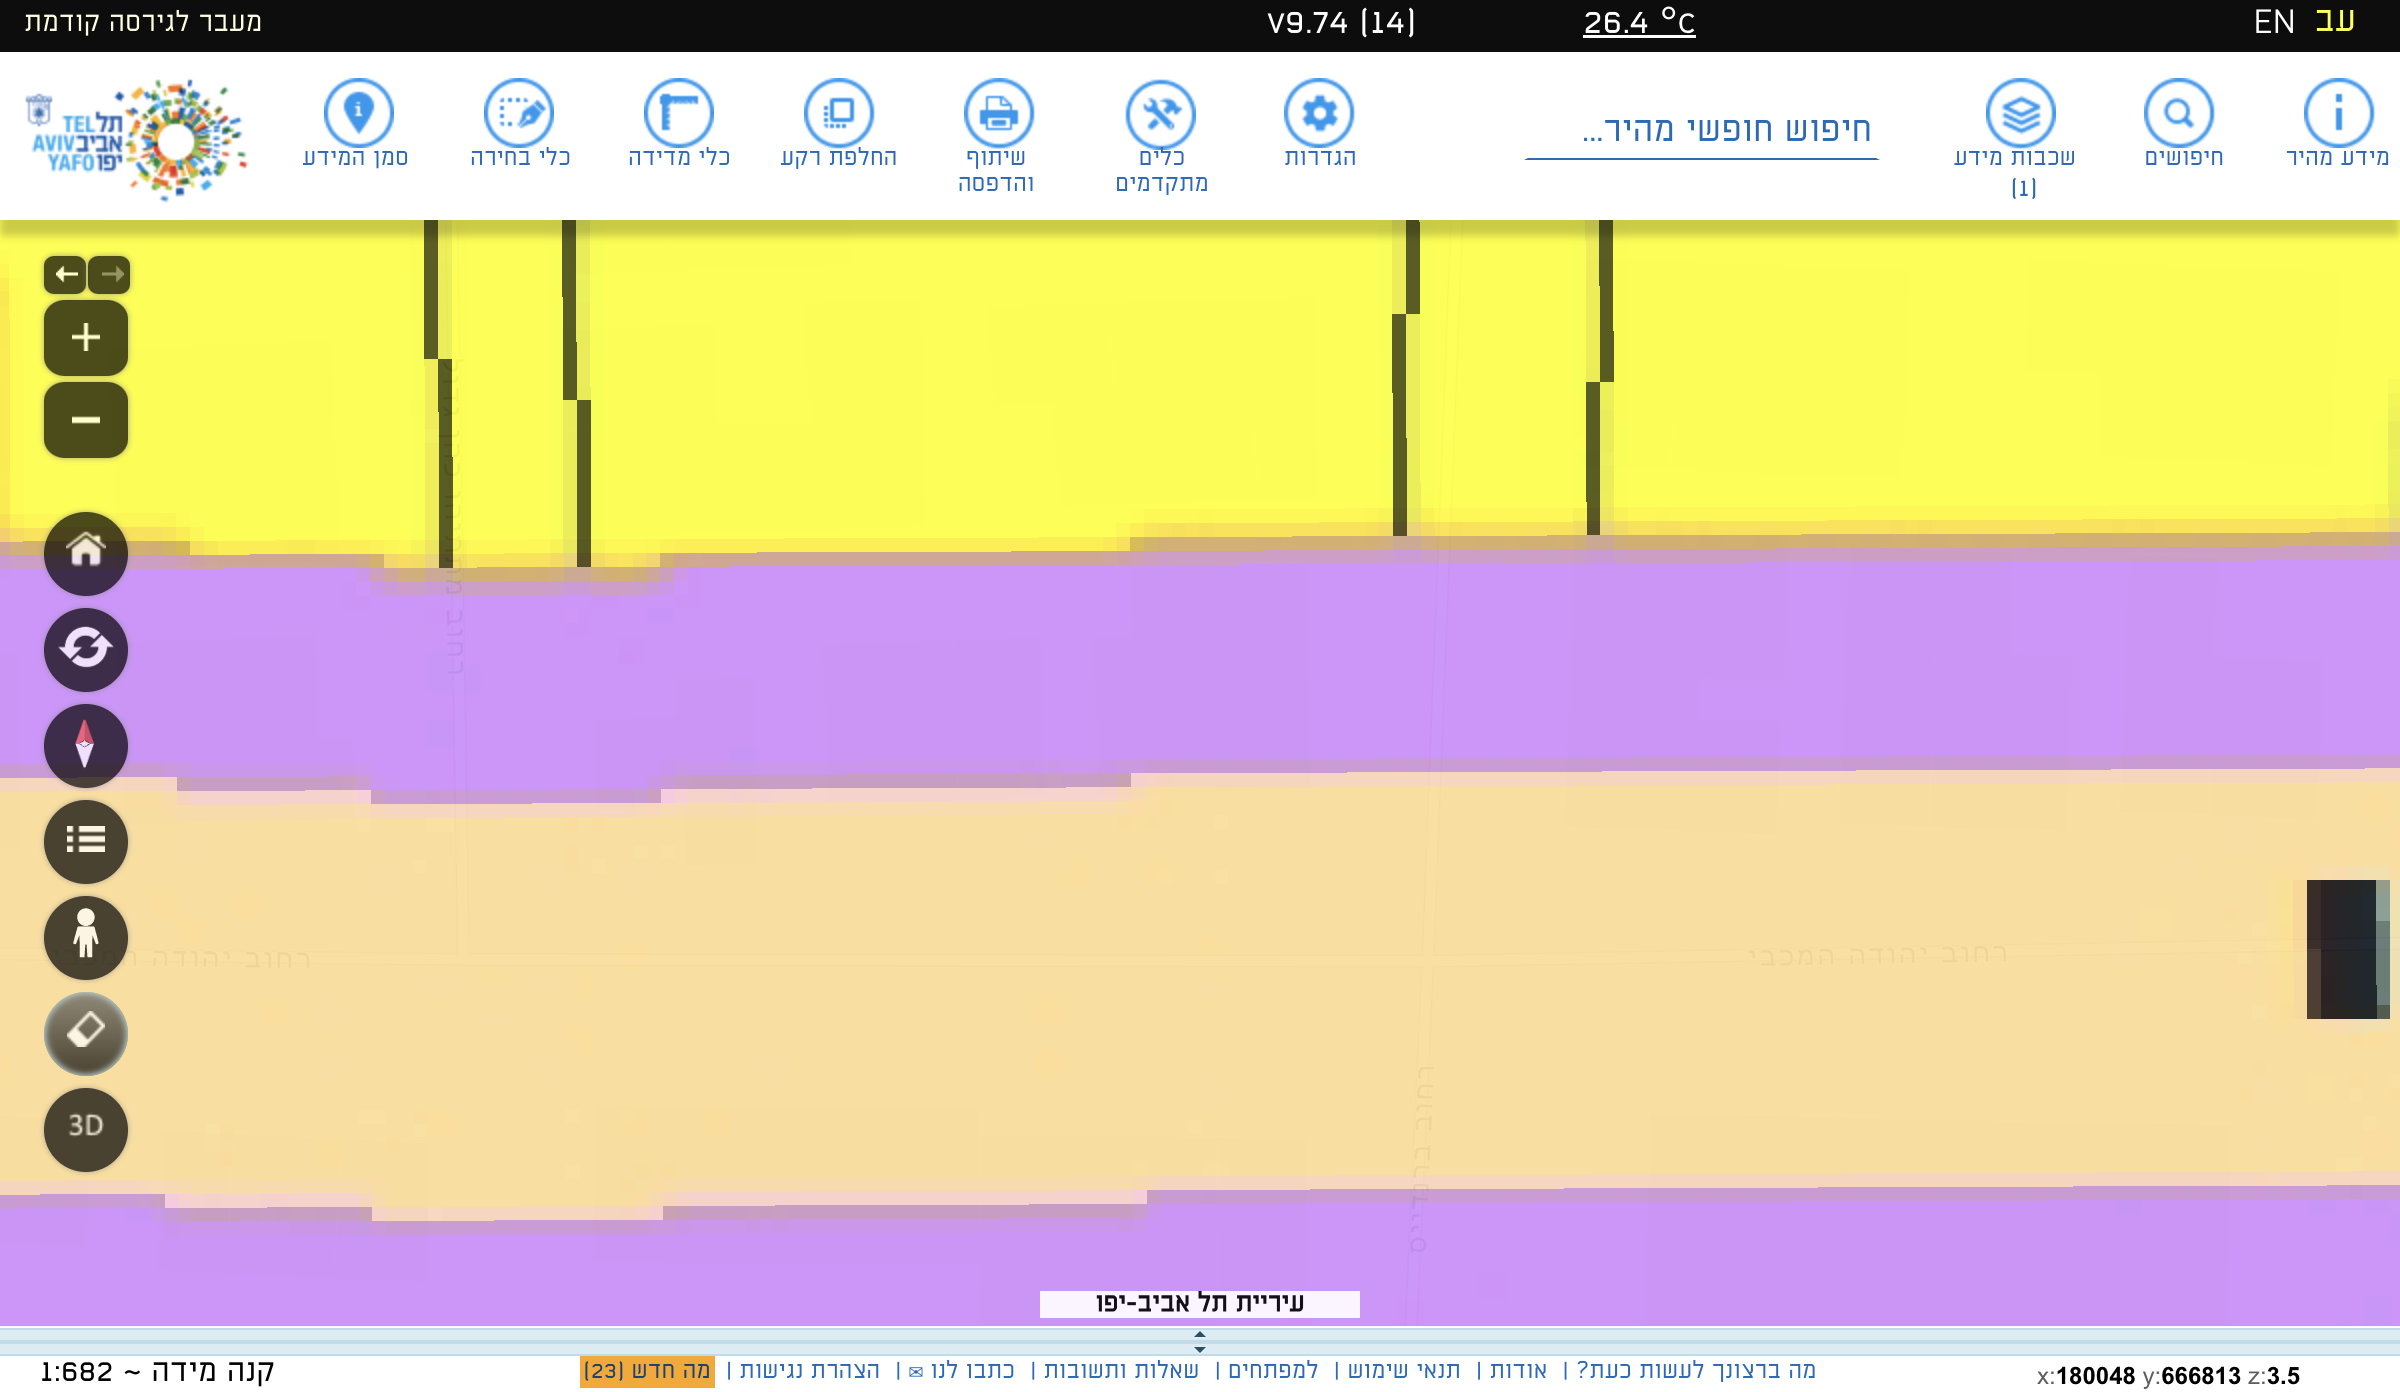 עב EN
26.4 °C
V9.74 (14)
מעבר לגירסה קודמת
מידע מהיר
חיפושים
שכבות מידע
(1)
חיפוש חופשי מהיר...
הגדרות
כלים
מתקדמים
שיתוף
והדפסה
החלפת רקע
כלי מדידה
כלי בחירה
סמן המידע
תל TEL
אביב AVIV
יפו YAFO
רחוב יהודה המכבי
רחוב יהודה
רחוב ברנדייס
רחוב
3D
עיריית תל אביב-יפו
מה ברצונך לעשות כעת? | אודות | תנאי שימוש | למפתחים | שאלות ותשובות | כתבו לנו ✉ | הצהרת נגישות | מה חדש (23)
קנה מידה ~ 1:682
x:180048 y:666813 z:3.5